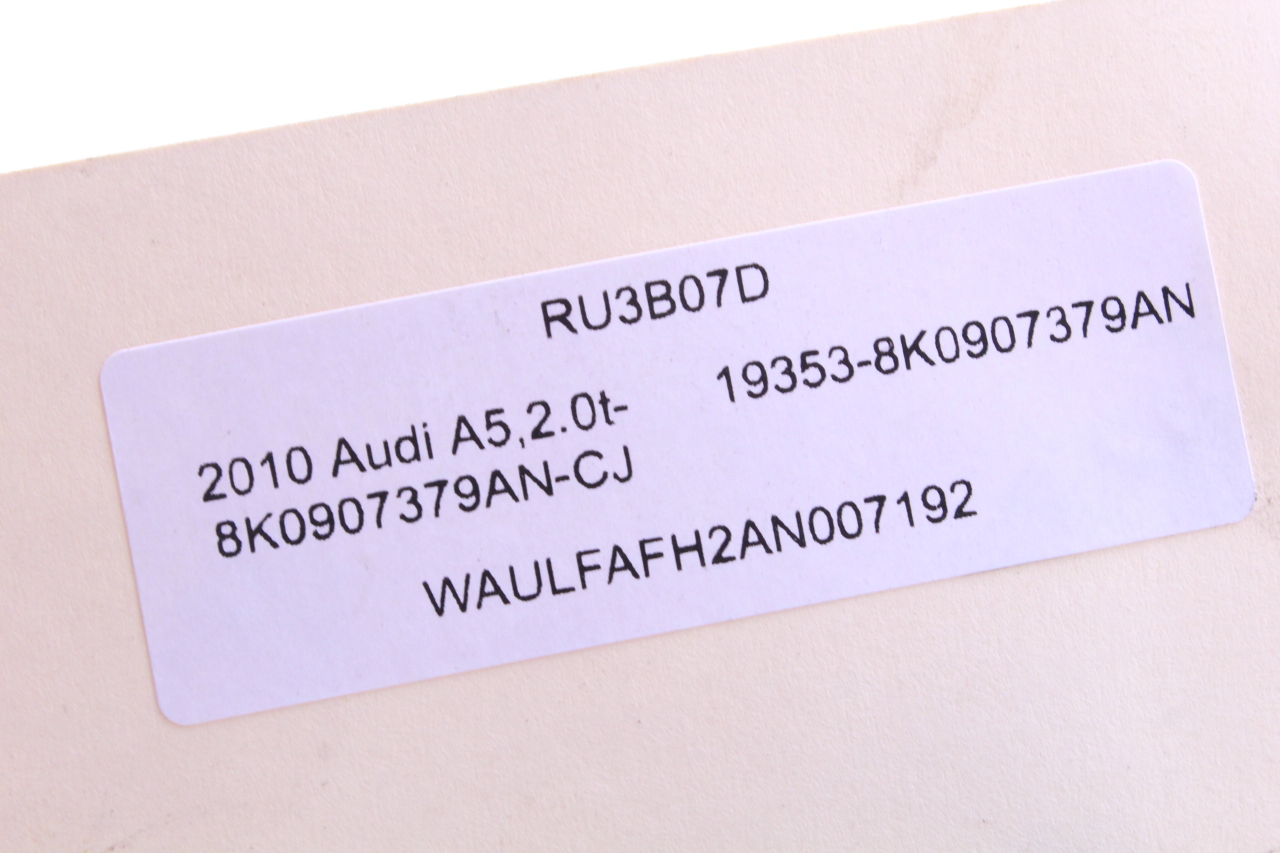 RU3B07D
19353-8K0907379AN
2010 Audi A5,2.0t-
8K0907379AN-CJ
WAULFAFH2AN007192